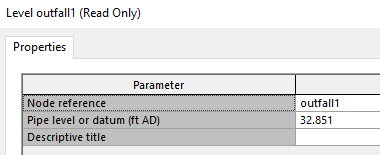 Level outfall1 (Read Only)
Properties
Parameter
Node reference outfall1
Pipe level or datum (ft AD) 32.851
Descriptive title